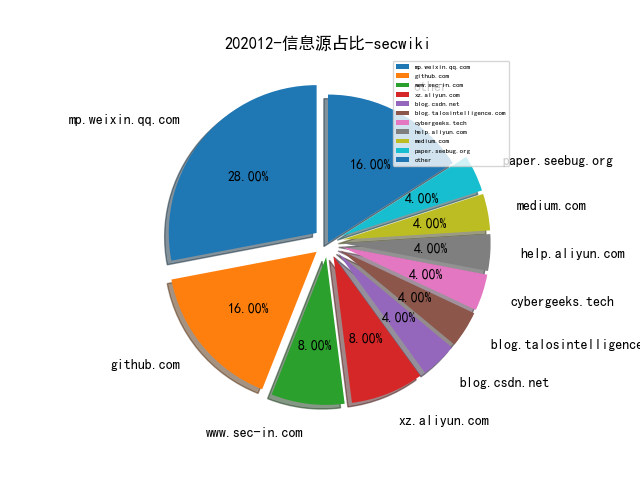 202012-信息源占比-secwiki
mp.weixin.qq.com
github.com
www.sec-in.com
xz.aliyun.com
blog.csdn.net
blog.talosintelligence.com
cybergeeks.tech
help.aliyun.com
medium.com
paper.seebug.org
other
mp.weixin.qq.com
28.00%
16.00%
paper.seebug.org
4.00%
medium.com
4.00%
help.aliyun.com
4.00%
cybergeeks.tech
4.00%
blog.talosintelligence
4.00%
blog.csdn.net
4.00%
xz.aliyun.com
8.00%
www.sec-in.com
8.00%
github.com
16.00%